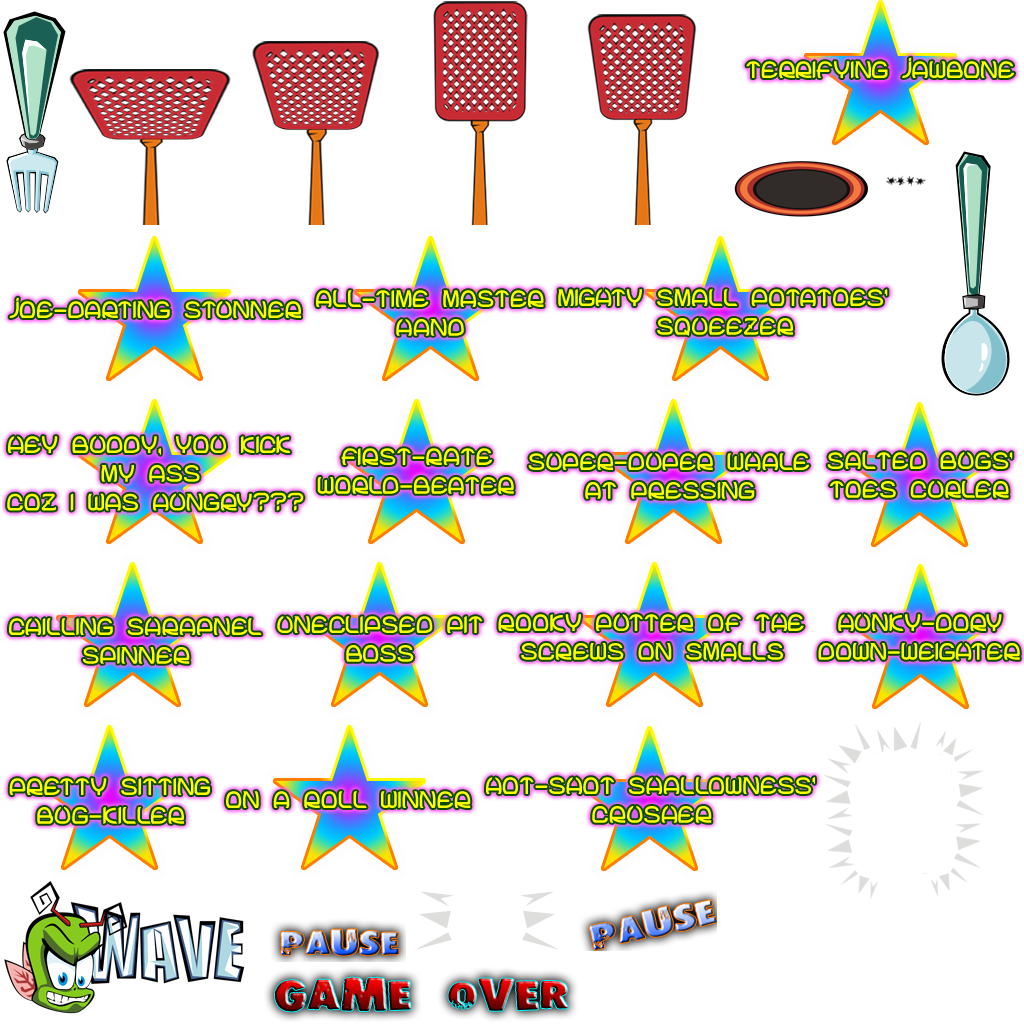 TERRIFYING JAWBONE
JOE-DARTING STUNNER
ALL-TIME MASTER
HAND
MIGHTY SMALL POTATOES'
SQUEEZER
HEY BUDDY, YOU KICK
MY ASS
COZ I WAS HUNGRY???
FIRST-RATE
WORLD-BEATER
SUPER-DUPER WHALE
AT PRESSING
SALTED BUGS'
TOES CURLER
CHILLING SHRAPNEL
SPINNER
UNECLIPSED PIT
BOSS
ROOKY PUTTER OF THE
SCREWS ON SMALLS
HUNKY-DORY
DOWN-WEIGHTER
PRETTY SITTING
BUG-KILLER
ON A ROLL WINNER
HOT-SHOT SHALLOWNESS'
CRUSHER
WAVE
PAUSE
PAUSE
GAME OVER